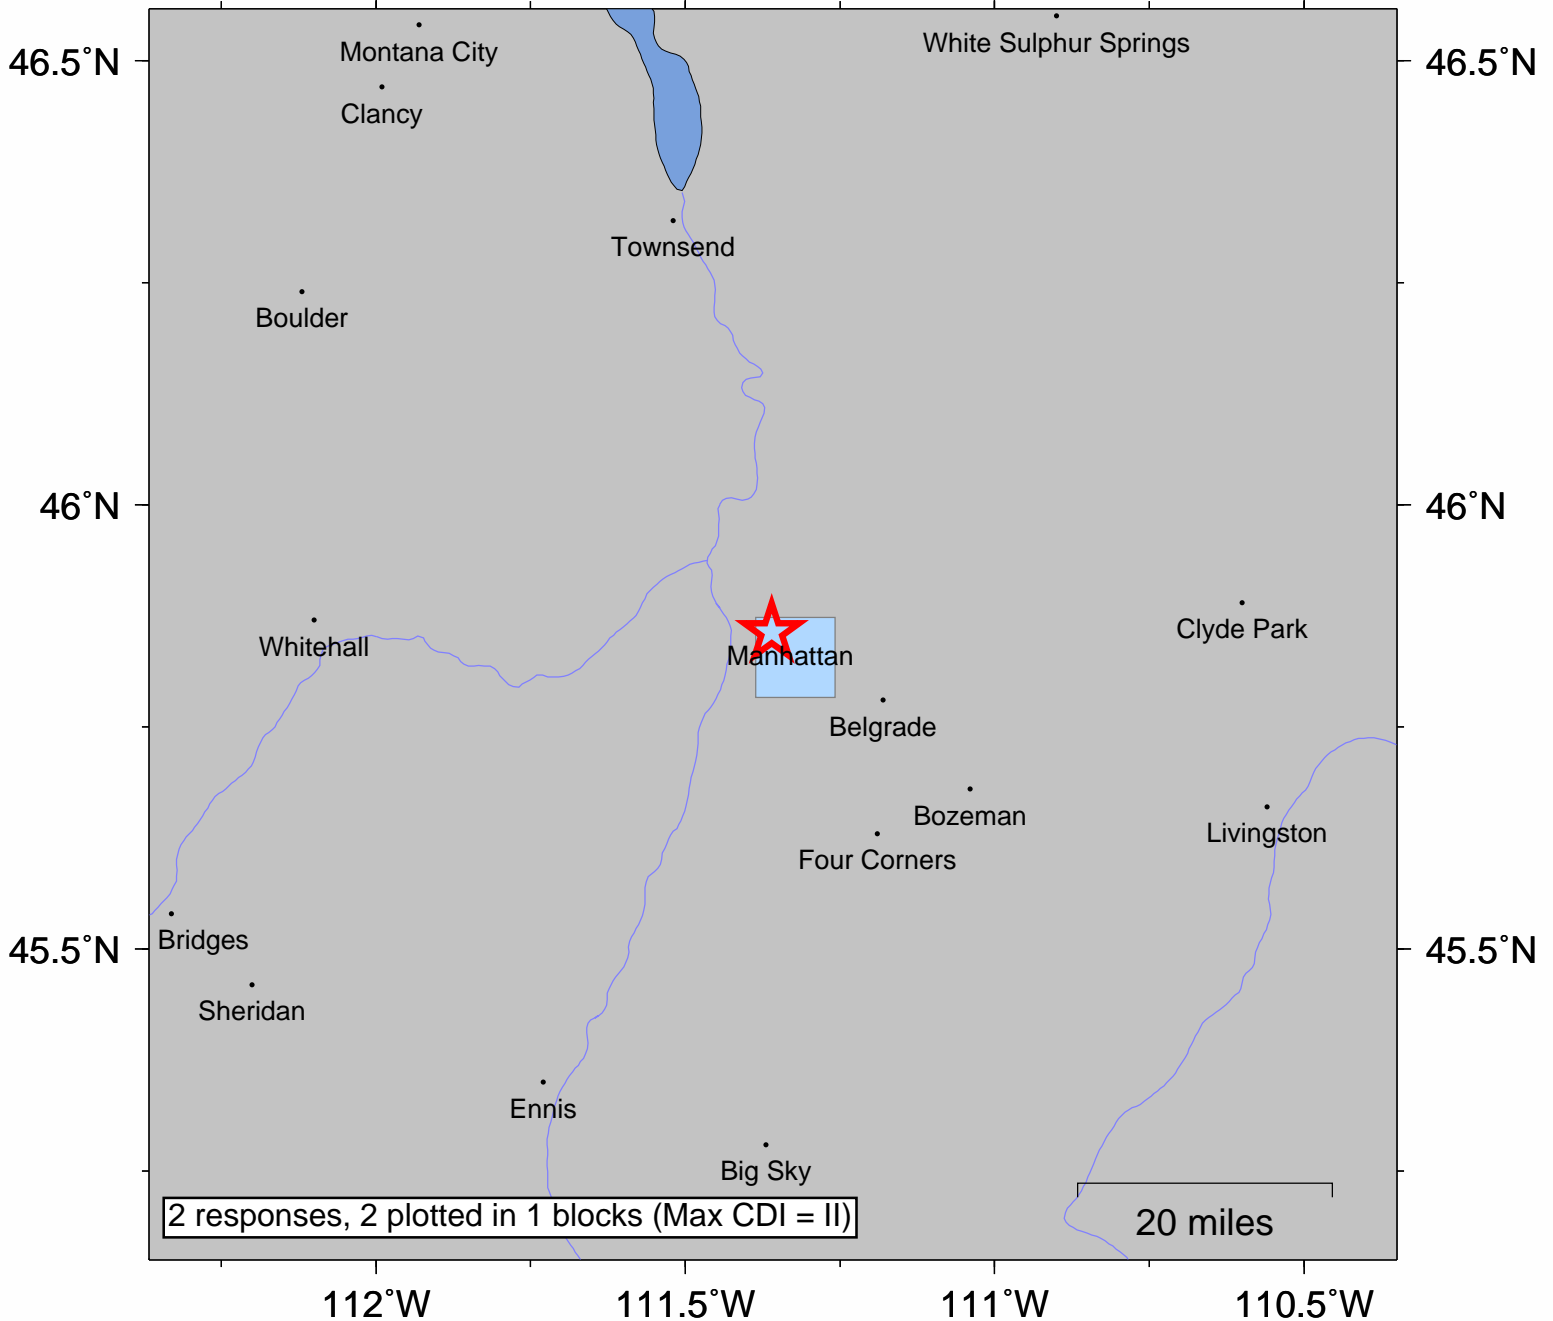 46.5°N
46.5°N
Montana City
White Sulphur Springs
Clancy
Townsend
Boulder
46°N
46°N
Whitehall
Manhattan
Clyde Park
Belgrade
Bozeman
Livingston
Four Corners
Bridges
45.5°N
45.5°N
Sheridan
Ennis
Big Sky
2 responses, 2 plotted in 1 blocks (Max CDI = II)
20 miles
112°W
111.5°W
111°W
110.5°W